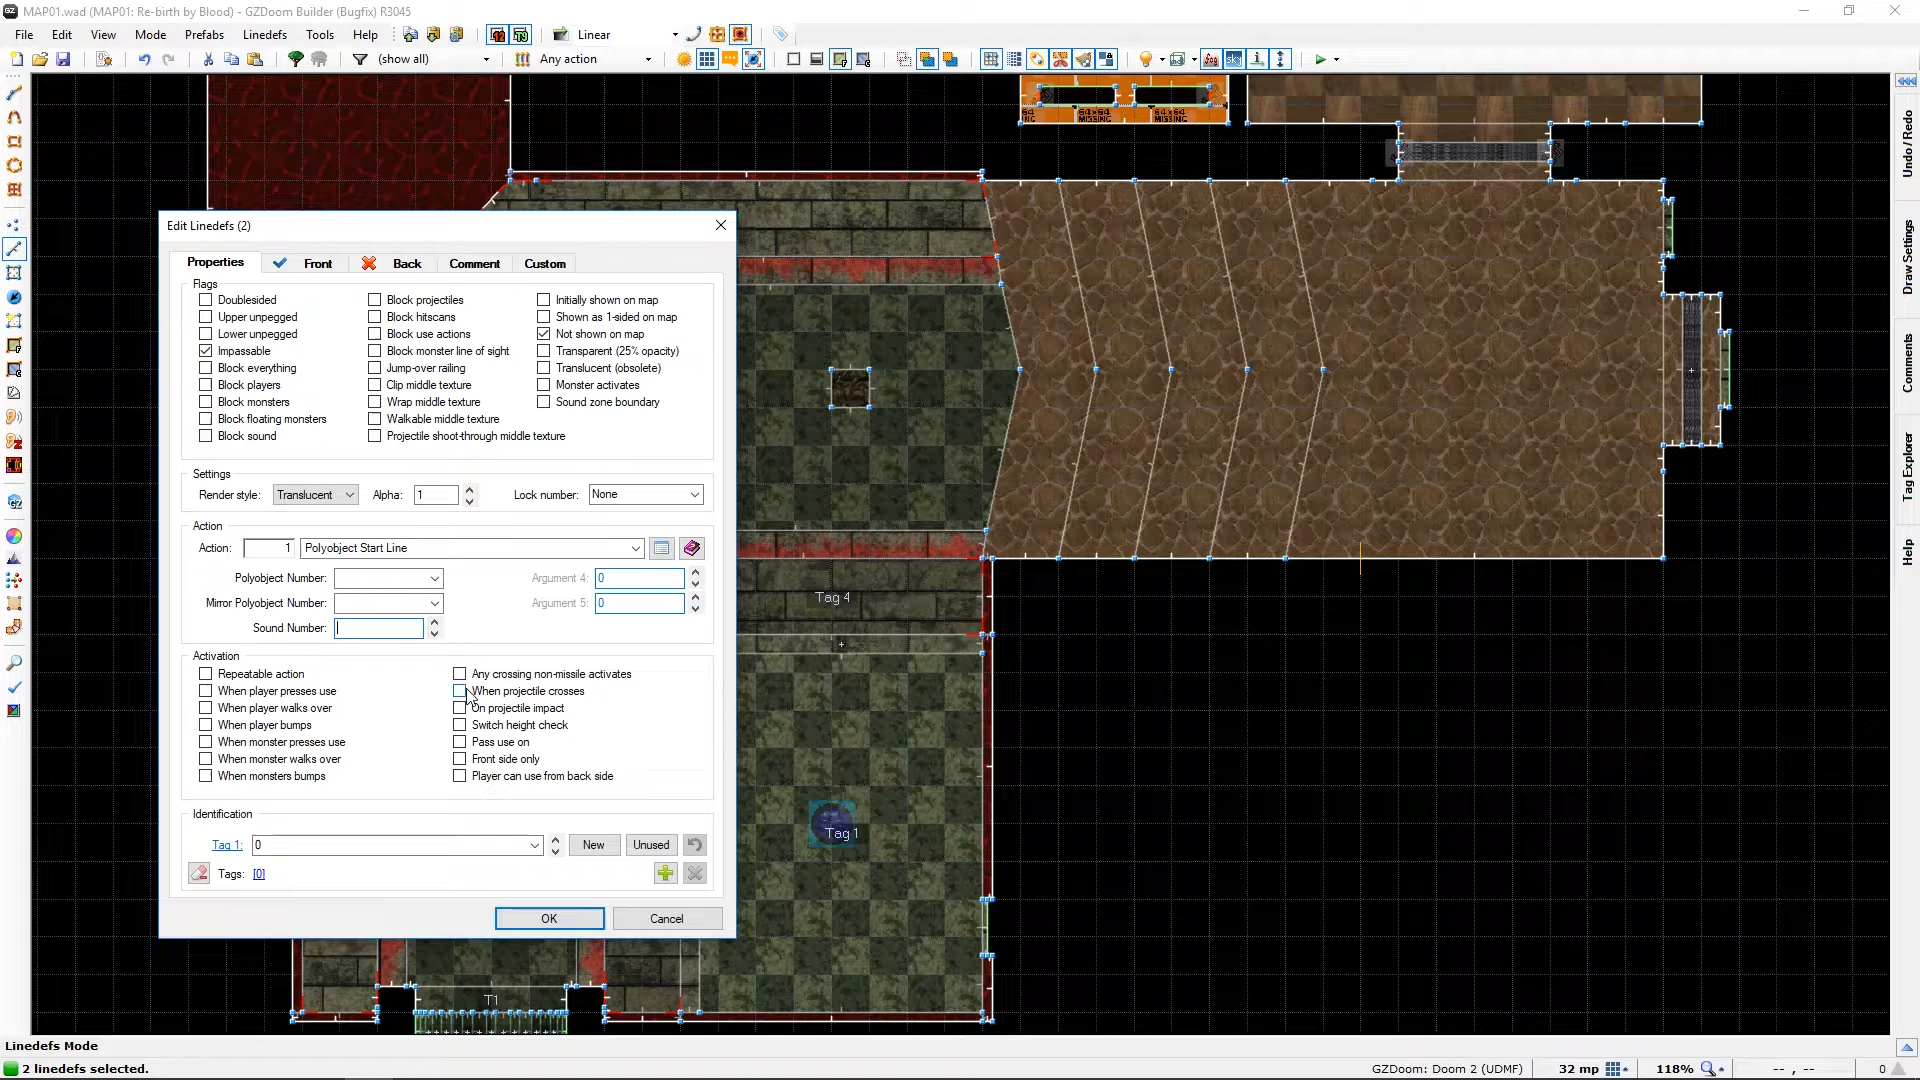 MAP01.wad (MAP01: Re-birth by Blood) - GZDoom Builder (Bugfix) R3045
File Edit View Mode Prefabs Linedefs Tools Help Linear
(show all) Any action
64x64 64x64
MISSING MISSING
Undo / Redo
Draw Settings
Comments
Tag Explorer
Help
Edit Linedefs (2)
Properties Front Back Comment Custom
Flags
Doublesided Block projectiles Initially shown on map
Upper unpegged Block hitscans Shown as 1-sided on map
Lower unpegged Block use actions Not shown on map
Impassable Block monster line of sight Transparent (25% opacity)
Block everything Jump-over railing Translucent (obsolete)
Block players Clip middle texture Monster activates
Block monsters Wrap middle texture Sound zone boundary
Block floating monsters Walkable middle texture
Block sound Projectile shoot-through middle texture
Settings
Render style: Translucent Alpha: 1 Lock number: None
Action
Action: 1 Polyobject Start Line
Polyobject Number: Argument 4: 0
Mirror Polyobject Number: Argument 5: 0
Sound Number:
Activation
Repeatable action Any crossing non-missile activates
When player presses use When projectile crosses
When player walks over On projectile impact
When player bumps Switch height check
When monster presses use Pass use on
When monster walks over Front side only
When monsters bumps Player can use from back side
Identification
Tag 1: 0 New Unused
Tags: [0]
OK Cancel
Tag 4
Tag 1
T1
Linedefs Mode
2 linedefs selected. GZDoom: Doom 2 (UDMF) 32 mp 118% -- , -- 0